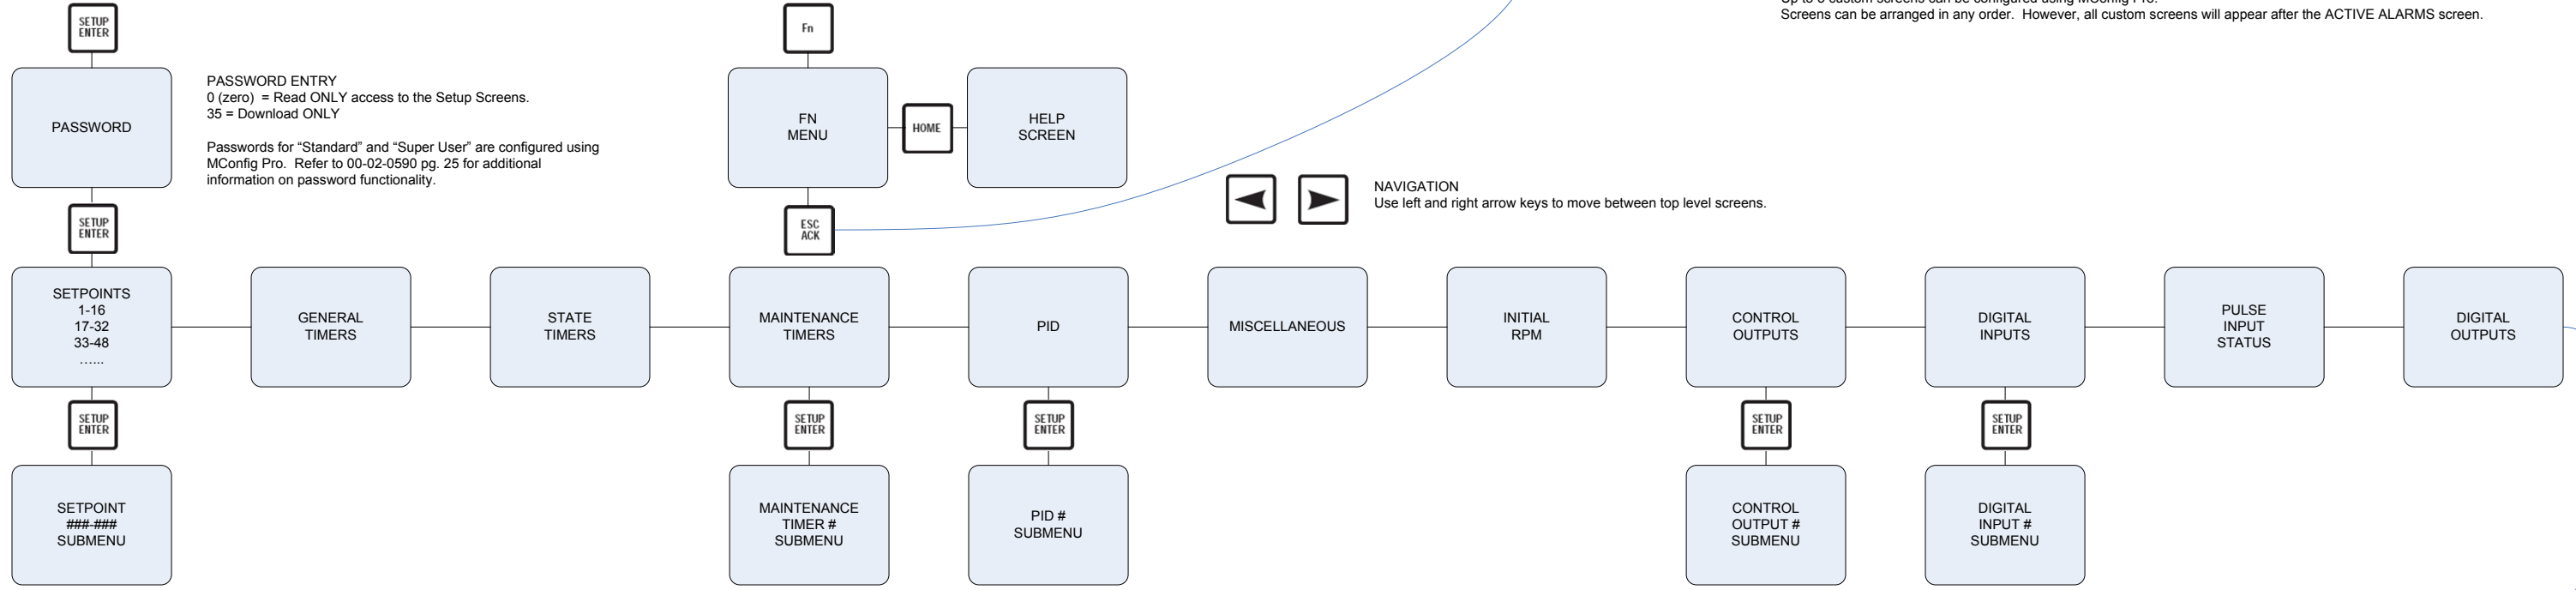 Screens can be arranged in any order.  However, all custom screens will appear after the ACTIVE ALARMS screen.
SETUP
ENTER
Fn
PASSWORD
PASSWORD ENTRY
0 (zero)  = Read ONLY access to the Setup Screens.
35 = Download ONLY
Passwords for “Standard” and “Super User” are configured using
MConfig Pro.  Refer to 00-02-0590 pg. 25 for additional
information on password functionality.
FN
MENU
HOME
HELP
SCREEN
NAVIGATION
Use left and right arrow keys to move between top level screens.
SETUP
ENTER
ESC
ACK
SETPOINTS
1-16
17-32
33-48
…...
GENERAL
TIMERS
STATE
TIMERS
MAINTENANCE
TIMERS
PID
MISCELLANEOUS
INITIAL
RPM
CONTROL
OUTPUTS
DIGITAL
INPUTS
PULSE
INPUT
STATUS
DIGITAL
OUTPUTS
SETUP
ENTER
SETUP
ENTER
SETUP
ENTER
SETUP
ENTER
SETUP
ENTER
SETPOINT
###-###
SUBMENU
MAINTENANCE
TIMER #
SUBMENU
PID #
SUBMENU
CONTROL
OUTPUT #
SUBMENU
DIGITAL
INPUT #
SUBMENU